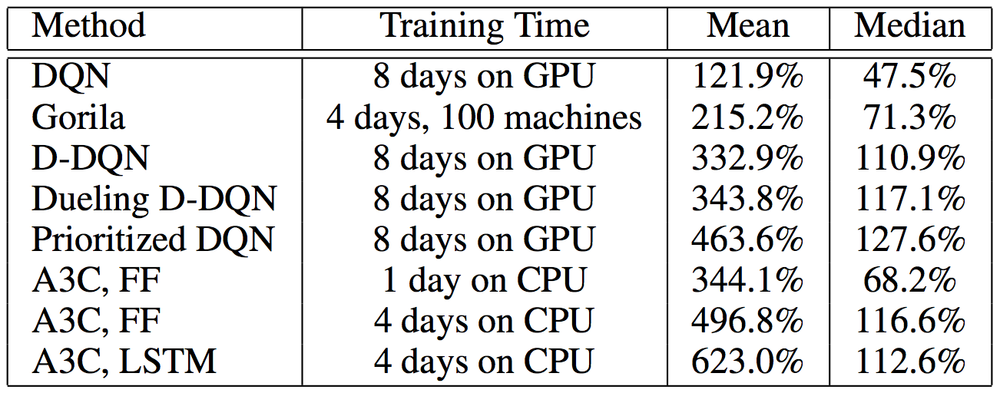 Method Training Time Mean Median
DQN 8 days on GPU 121.9% 47.5%
Gorila 4 days, 100 machines 215.2% 71.3%
D-DQN 8 days on GPU 332.9% 110.9%
Dueling D-DQN 8 days on GPU 343.8% 117.1%
Prioritized DQN 8 days on GPU 463.6% 127.6%
A3C, FF 1 day on CPU 344.1% 68.2%
A3C, FF 4 days on CPU 496.8% 116.6%
A3C, LSTM 4 days on CPU 623.0% 112.6%